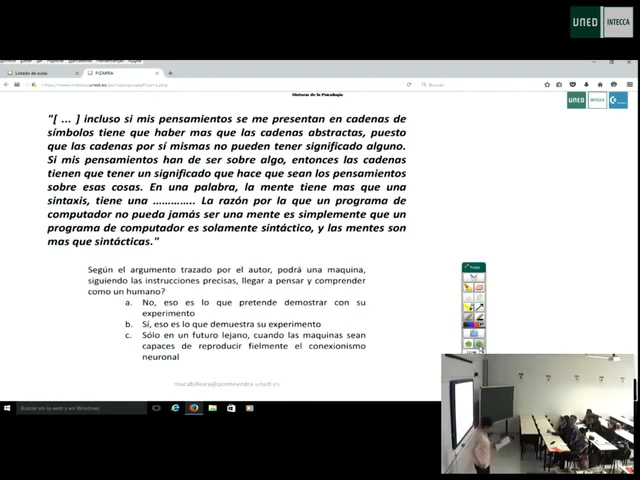 UNED INTECCA
Listado de aulas
PIZARRA
Buscar
Historia de la Psicología
UNED INTECCA
"[ ... ] incluso si mis pensamientos se me presentan en cadenas de
símbolos tiene que haber mas que las cadenas abstractas, puesto
que las cadenas por sí mismas no pueden tener significado alguno.
Si mis pensamientos han de ser sobre algo, entonces las cadenas
tienen que tener un significado que hace que sean los pensamientos
sobre esas cosas. En una palabra, la mente tiene mas que una
sintaxis, tiene una .............. La razón por la que un programa de
computador no pueda jamás ser una mente es simplemente que un
programa de computador es solamente sintáctico, y las mentes son
mas que sintácticas."
Según el argumento trazado por el autor, podrá una maquina,
siguiendo las instrucciones precisas, llegar a pensar y comprender
como un humano?
a. No, eso es lo que pretende demostrar con su
experimento
b. Sí, eso es lo que demuestra su experimento
c. Sólo en un futuro lejano, cuando las maquinas sean
capaces de reproducir fielmente el conexionismo
neuronal
Buscar en la web y en Windows